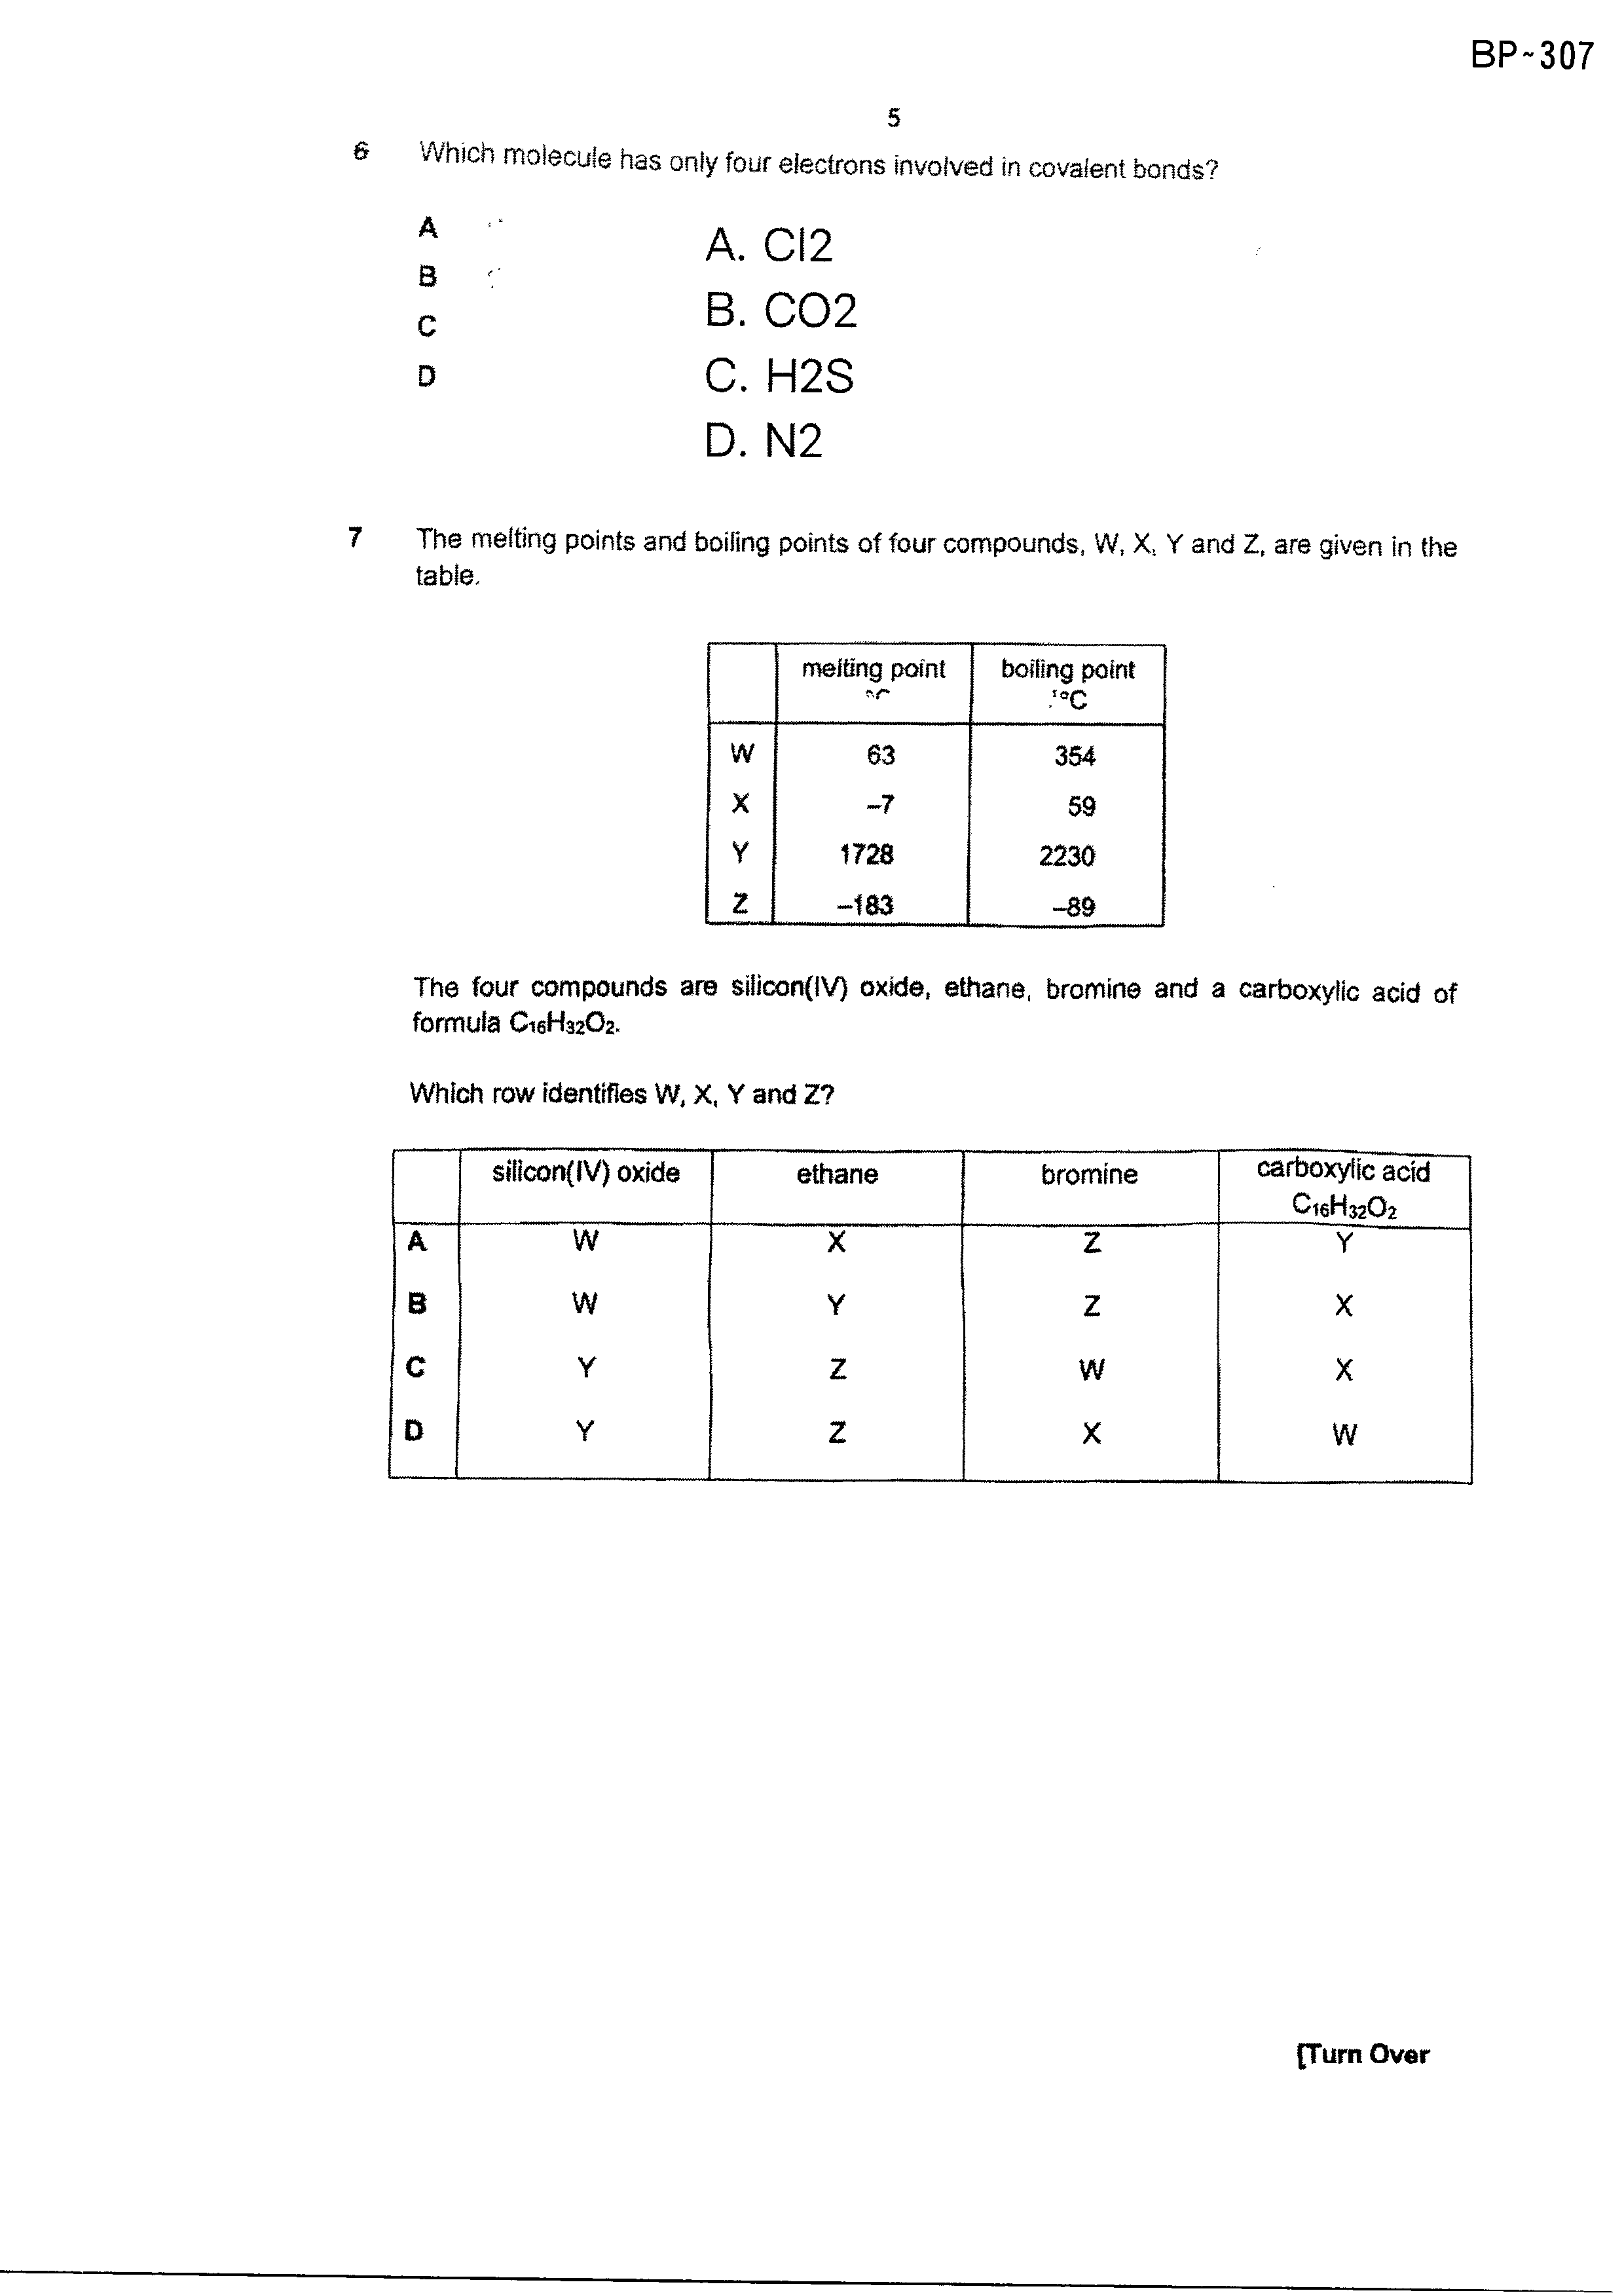 BP~307
5
6 Which molecule has only four electrons involved in covalent bonds?
A
B
C
D
A. Cl2
B. CO2
C. H2S
D. N2
7 The melting points and boiling points of four compounds, W, X, Y and Z, are given in the
table.
melting point boiling point
°C
W 63 354
X –7 59
Y 1728 2230
Z –183 –89
The four compounds are silicon(IV) oxide, ethane, bromine and a carboxylic acid of
formula C₁₆H₃₂O₂.
Which row identifies W, X, Y and Z?
silicon(IV) oxide ethane bromine carboxylic acid
C₁₆H₃₂O₂
A W X Z Y
B W Y Z X
C Y Z W X
D Y Z X W
[Turn Over